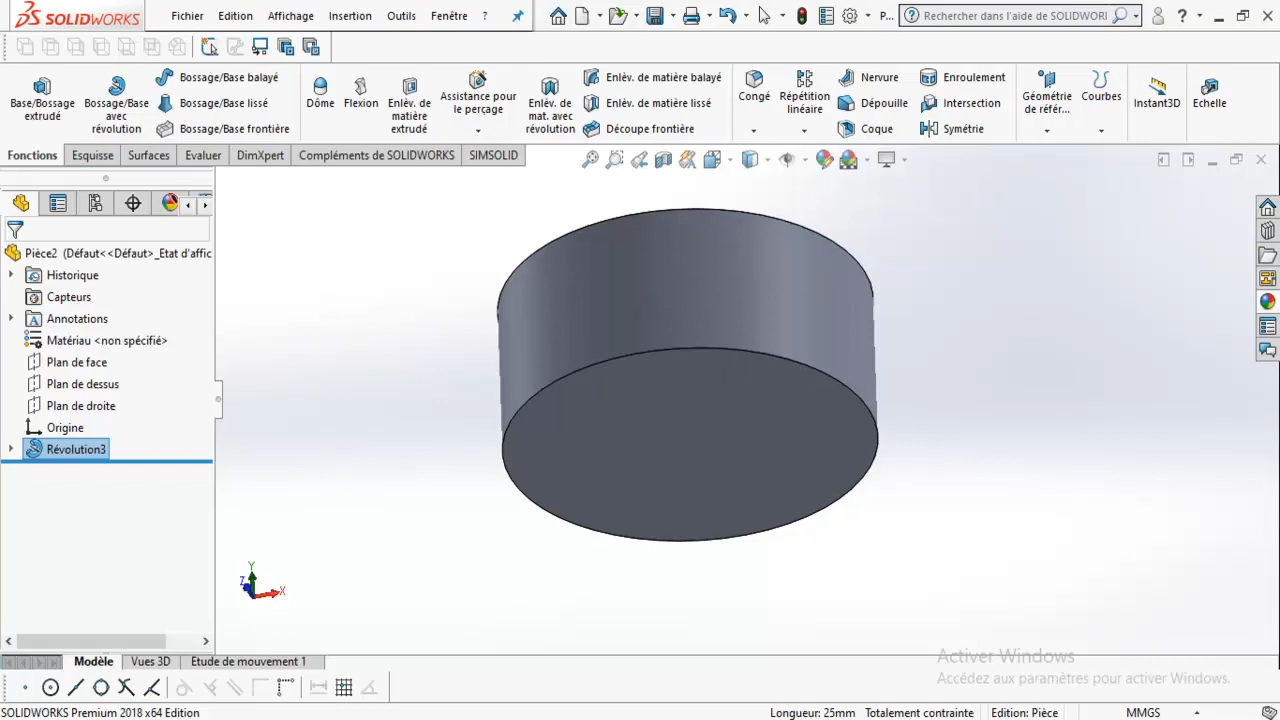 SOLIDWORKS
Fichier Edition Affichage Insertion Outils Fenêtre ? P... Rechercher dans l'aide de SOLIDWORKS ?
Base/Bossage extrudé
Bossage/Base avec révolution
Bossage/Base balayé
Bossage/Base lissé
Bossage/Base frontière
Dôme
Flexion
Enlèv. de matière extrudé
Assistance pour le perçage
Enlèv. de mat. avec révolution
Enlèv. de matière balayé
Enlèv. de matière lissé
Découpe frontière
Congé
Répétition linéaire
Nervure
Dépouille
Coque
Enroulement
Intersection
Symétrie
Géométrie de référ...
Courbes
Instant3D
Echelle
Fonctions Esquisse Surfaces Evaluer DimXpert Compléments de SOLIDWORKS SIMSOLID
Pièce2 (Défaut<<Défaut>_Etat d'affic
Historique
Capteurs
A Annotations
Matériau <non spécifié>
Plan de face
Plan de dessus
Plan de droite
Origine
Révolution3
Y
Z
X
Modèle Vues 3D Etude de mouvement 1
Activer Windows
Accédez aux paramètres pour activer Windows.
SOLIDWORKS Premium 2018 x64 Edition Longueur: 25mm Totalement contrainte Edition: Pièce MMGS